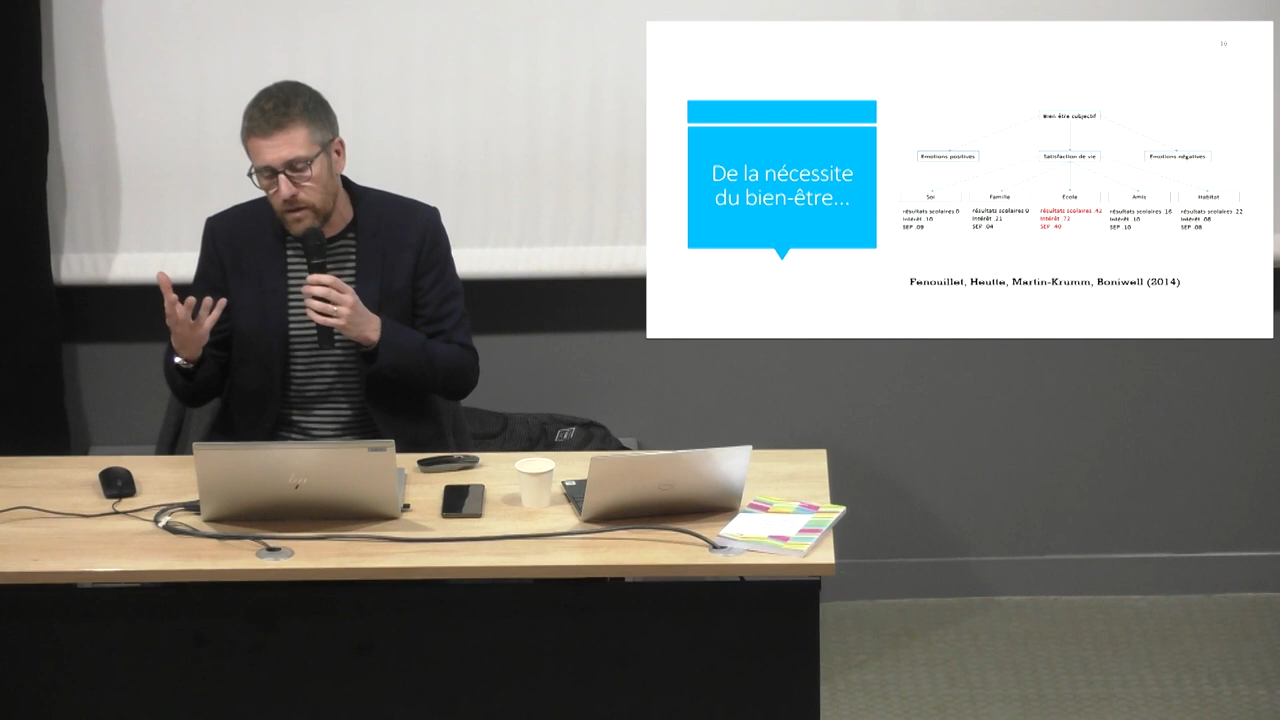 16
De la nécessite
du bien-être...
Bien être subjectif
Emotions positives
Satisfaction de vie
Emotions négatives
Soi
Famille
École
Amis
Habitat
résultats scolaires 0
Intérêt .10
SEP .09
résultats scolaires 0
Intérêt .21
SEP .04
résultats scolaires .42
Intérêt .72
SEP .40
résultats scolaires .16
Intérêt .10
SEP .10
résultats scolaires .22
Intérêt .08
SEP .08
Fenouillet, Heutte, Martin-Krumm, Boniwell (2014)
hp